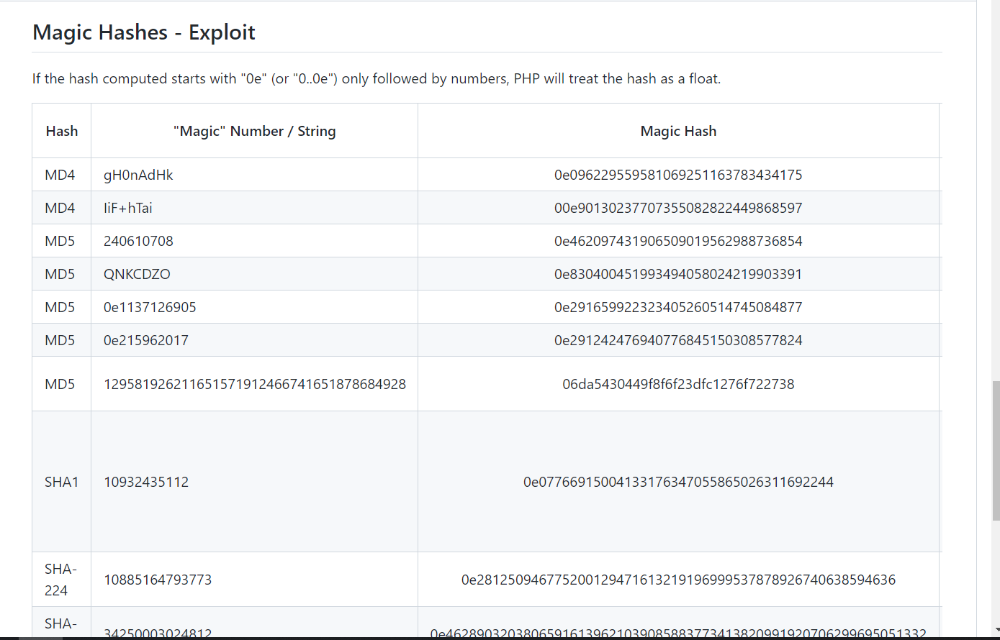 Magic Hashes - Exploit
If the hash computed starts with "0e" (or "0..0e") only followed by numbers, PHP will treat the hash as a float.
Hash "Magic" Number / String Magic Hash
MD4 gH0nAdHk 0e096229559581069251163783434175
MD4 IiF+hTai 00e90130237707355082822449868597
MD5 240610708 0e462097431906509019562988736854
MD5 QNKCDZO 0e830400451993494058024219903391
MD5 0e1137126905 0e291659922323405260514745084877
MD5 0e215962017 0e291242476940776845150308577824
MD5 129581926211651571912466741651878684928 06da5430449f8f6f23dfc1276f722738
SHA1 10932435112 0e07766915004133176347055865026311692244
SHA-
224 10885164793773 0e281250946775200129471613219196999537878926740638594636
SHA-
34250003024812 0e46289032038065916139621039085883773413820991920706299695051332